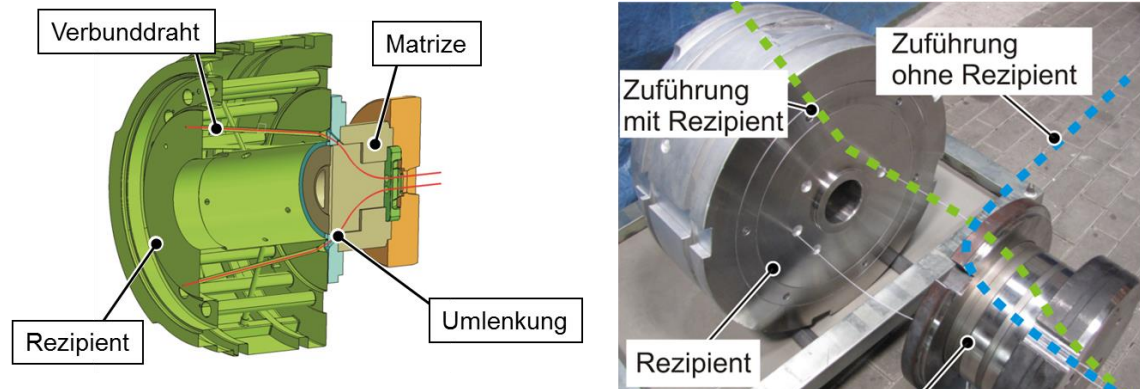 Verbunddraht
Matrize
Rezipient
Umlenkung
Zuführung
mit Rezipient
Zuführung
ohne Rezipient
Rezipient